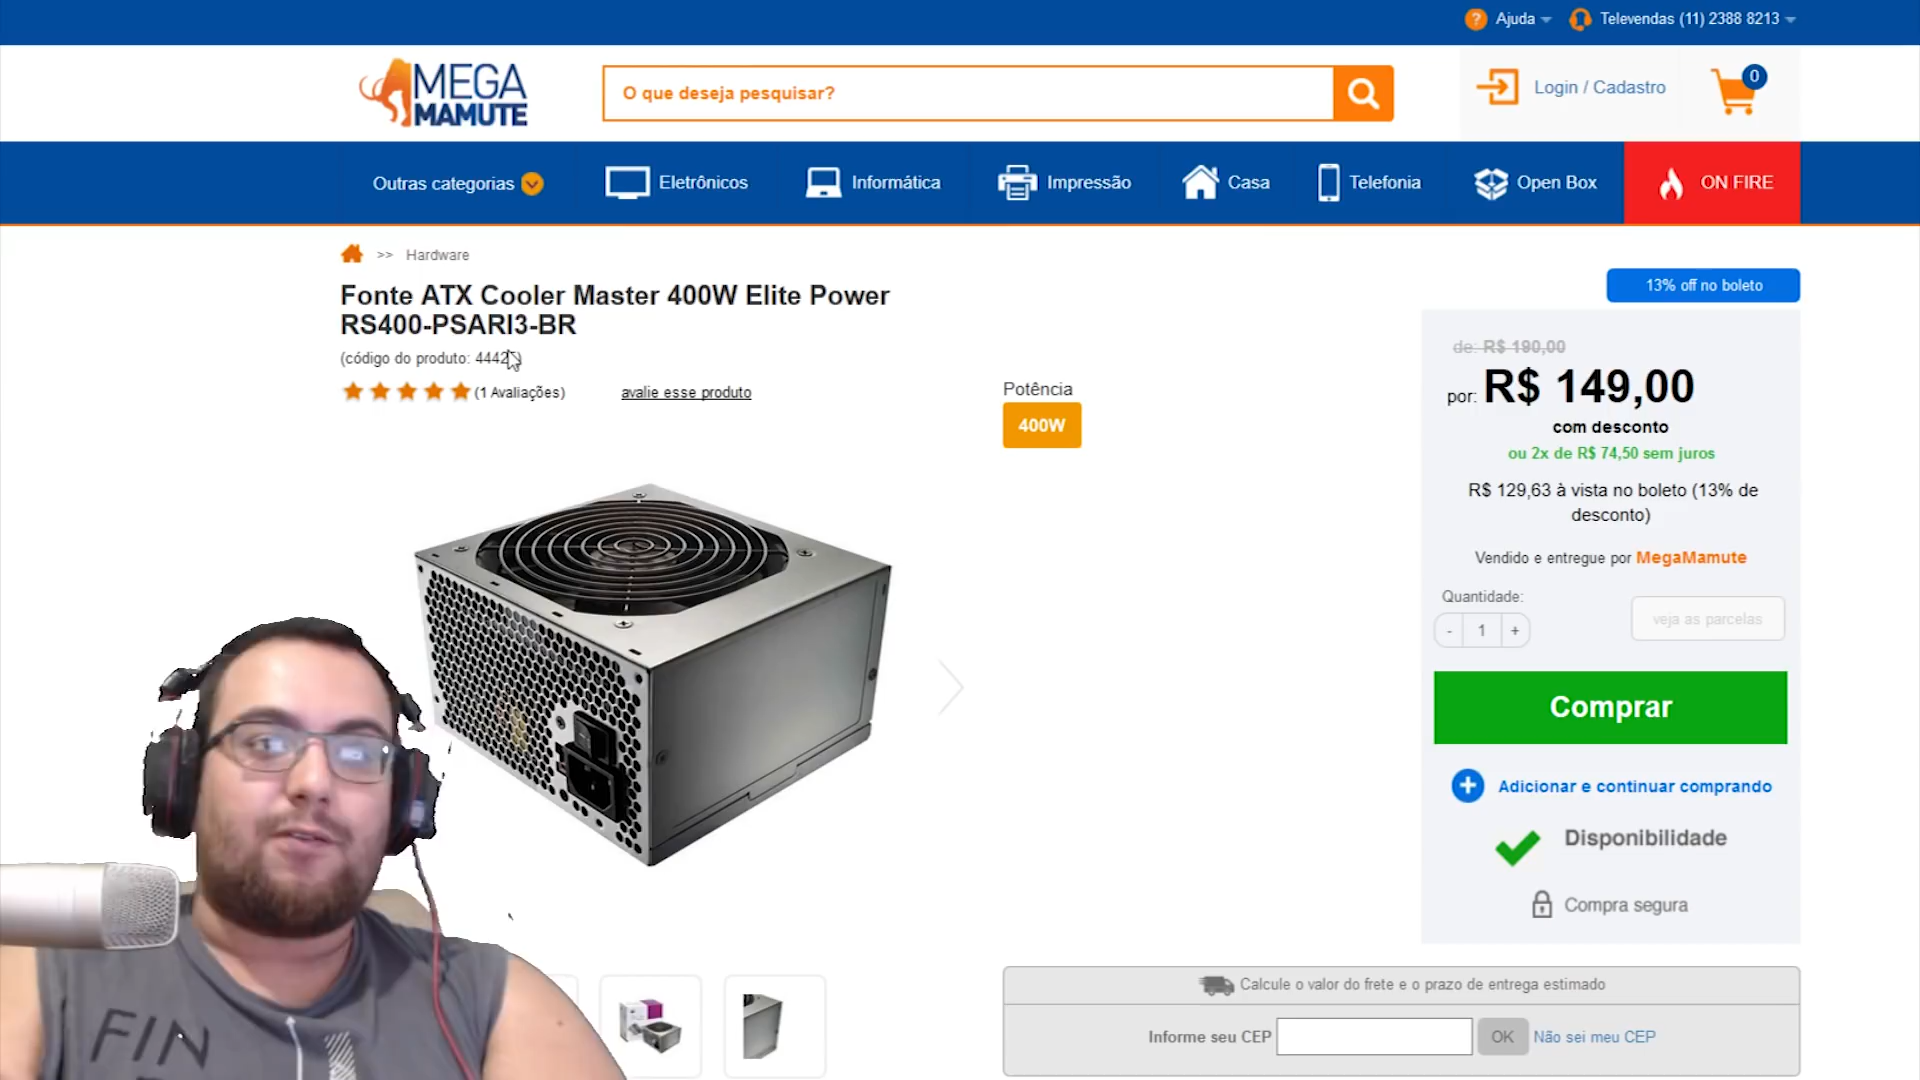 Ajuda
Televendas (11) 2388 8213
MEGA
MAMUTE
O que deseja pesquisar?
Login / Cadastro
0
Outras categorias
Eletrônicos
Informática
Impressão
Casa
Telefonia
Open Box
ON FIRE
>> Hardware
Fonte ATX Cooler Master 400W Elite Power
RS400-PSARI3-BR
(código do produto:
(1 Avaliações)
avalie esse produto
Potência
400W
13% off no boleto
de: R$ 190,00
por: R$ 149,00
com desconto
ou 2x de R$ 74,50 sem juros
R$ 129,63 à vista no boleto (13% de
desconto)
Vendido e entregue por MegaMamute
Quantidade:
- 1 +
veja as parcelas
Comprar
Adicionar e continuar comprando
Disponibilidade
Compra segura
Calcule o valor do frete e o prazo de entrega estimado
Informe seu CEP
OK
Não sei meu CEP
FIN